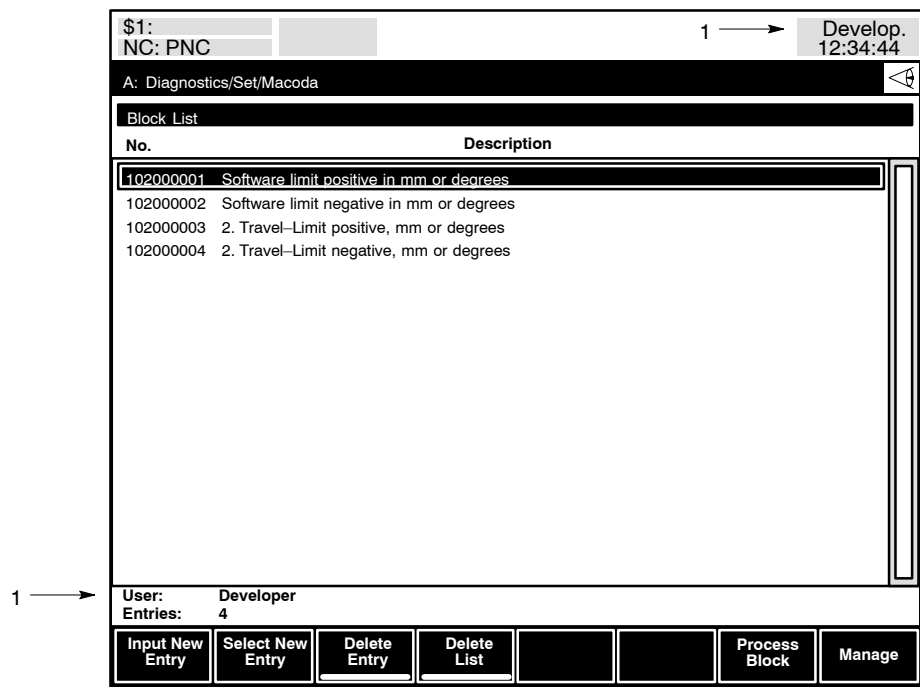 $1:
NC: PNC
1
Develop.
12:34:44
A: Diagnostics/Set/Macoda
Block List
No. Description
102000001 Software limit positive in mm or degrees
102000002 Software limit negative in mm or degrees
102000003 2. Travel–Limit positive, mm or degrees
102000004 2. Travel–Limit negative, mm or degrees
1
User: Developer
Entries: 4
Input New Entry
Select New Entry
Delete Entry
Delete List
Process Block
Manage